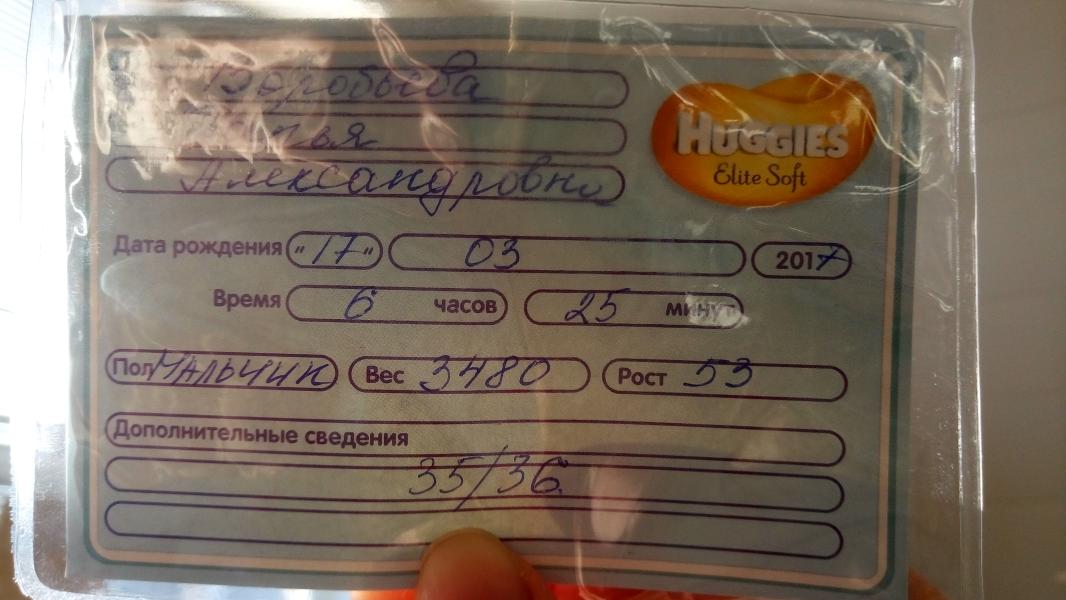 Воробьева
Александровна
HUGGIES
Elite Soft
Дата рождения "17" 03 2017
Время 6 часов 25 минут
Пол Мальчик Вес 3480 Рост 53
Дополнительные сведения
35/36